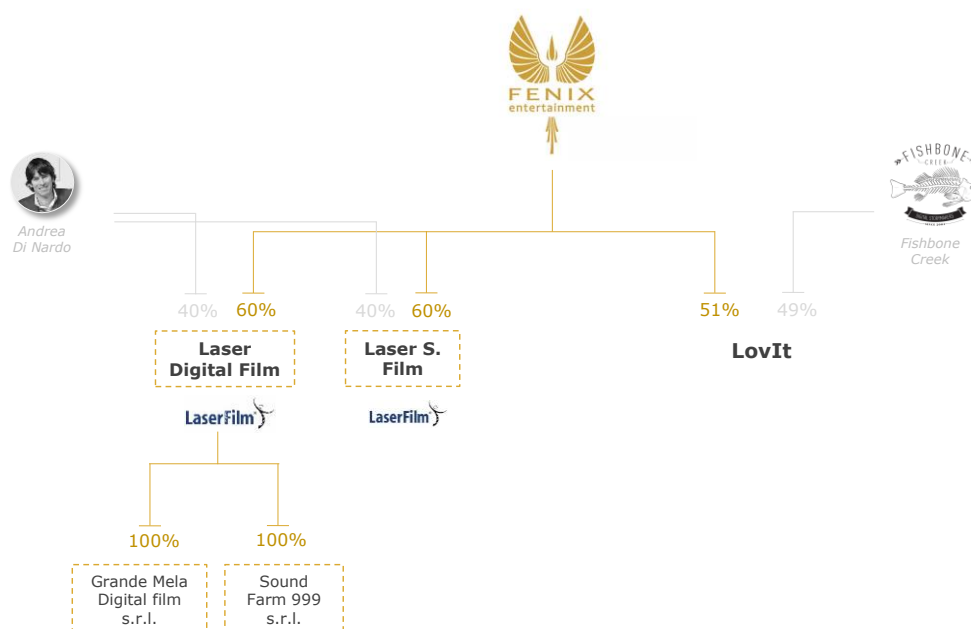 FENIX
entertainment
FISHBONE
CREEK
Andrea
Di Nardo
Fishbone
Creek
40%
60%
40%
60%
51%
49%
Laser
Digital Film
Laser S.
Film
LovIt
LaserFilm
LaserFilm
100%
100%
Grande Mela
Digital film
s.r.l.
Sound
Farm 999
s.r.l.